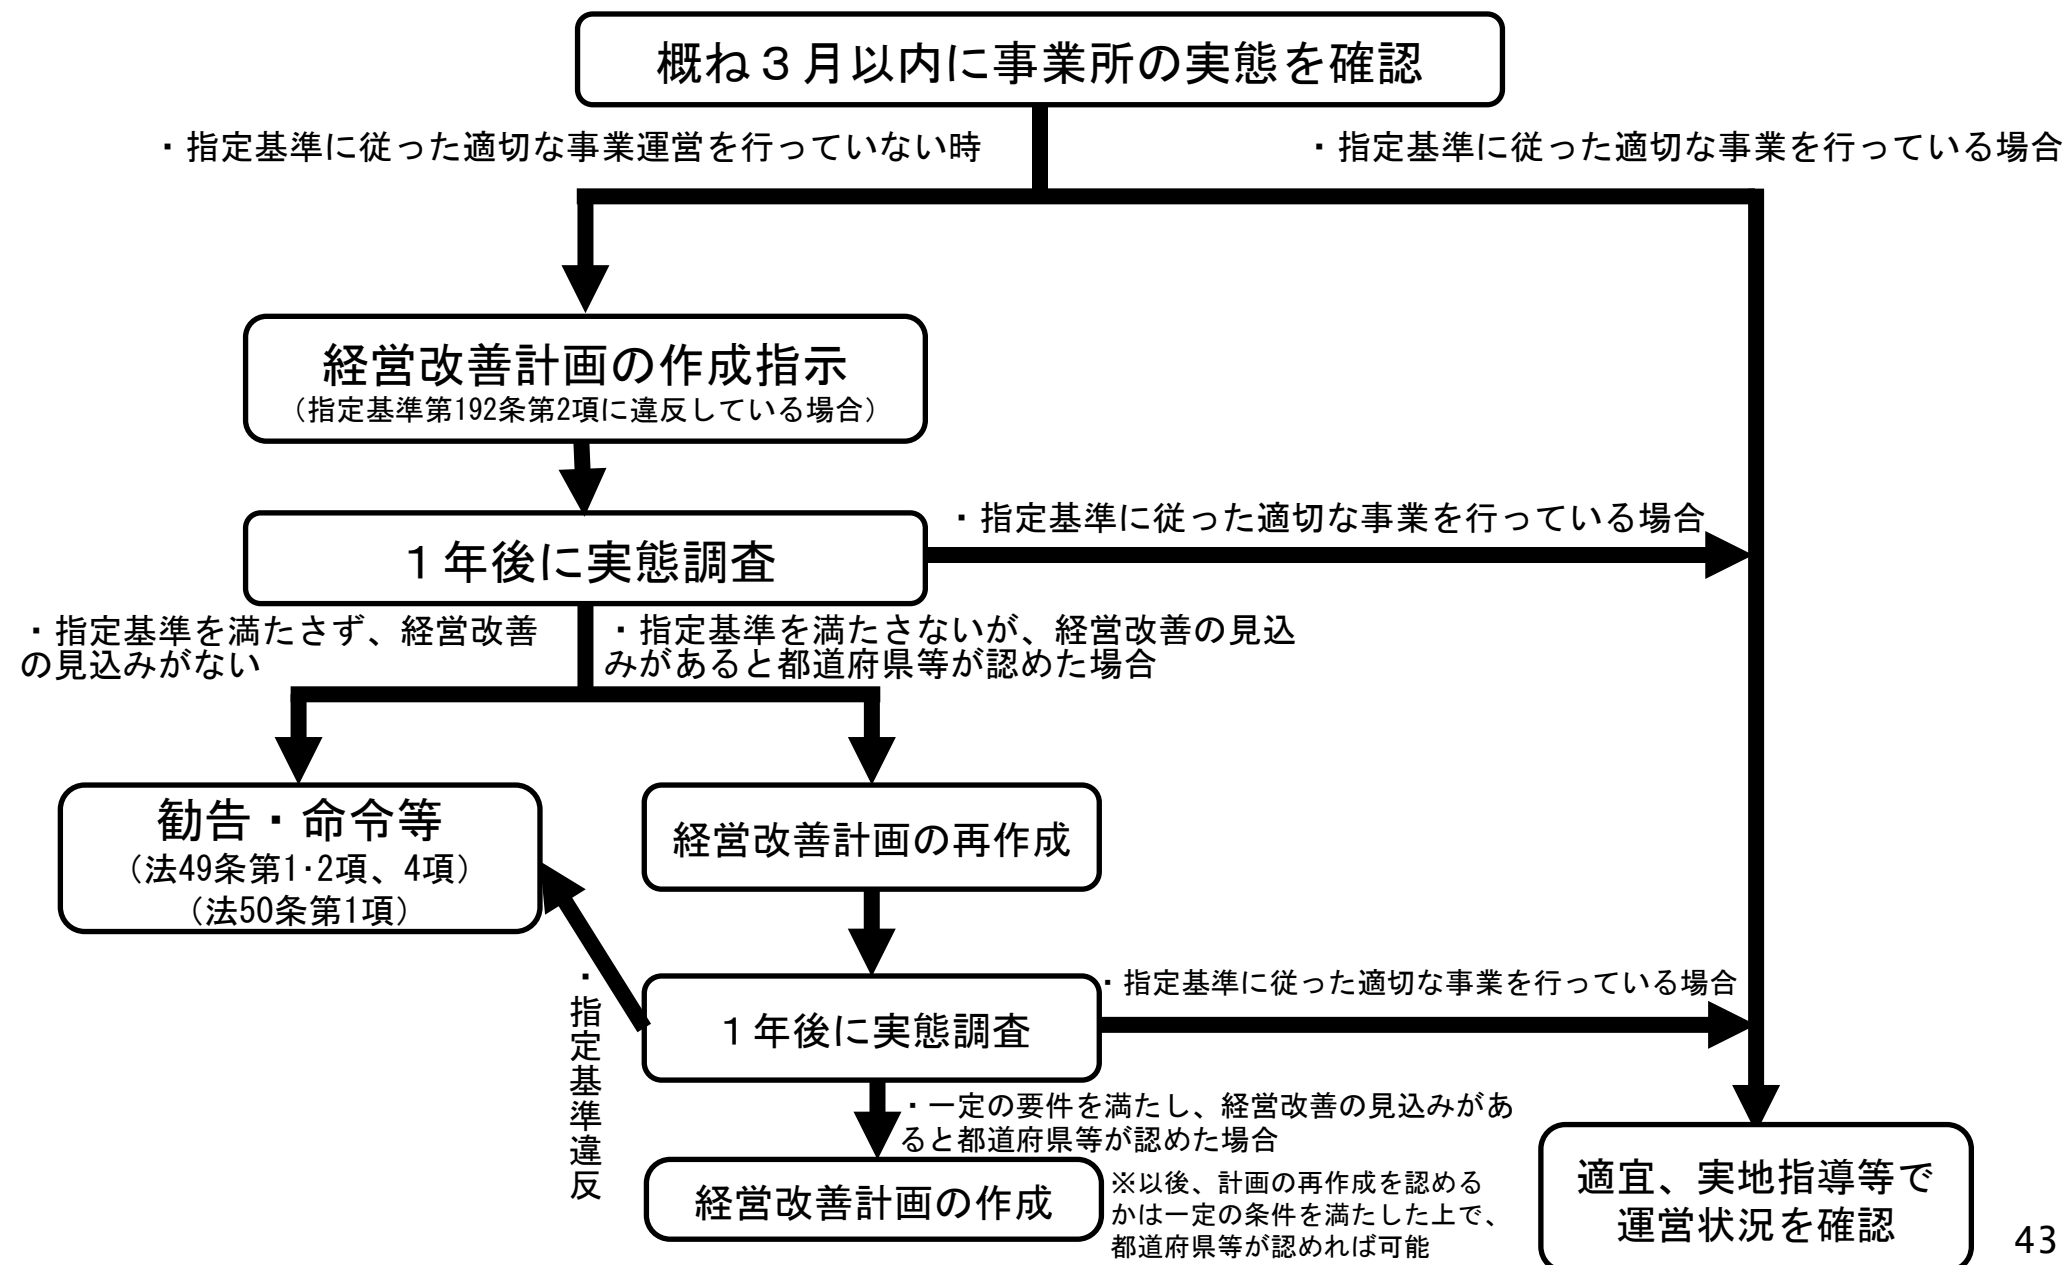 概ね３月以内に事業所の実態を確認
・指定基準に従った適切な事業運営を行っていない時
・指定基準に従った適切な事業を行っている場合
経営改善計画の作成指示
（指定基準第192条第2項に違反している場合）
１年後に実態調査
・指定基準に従った適切な事業を行っている場合
・指定基準を満たさず、経営改善
の見込みがない
・指定基準を満たさないが、経営改善の見込
みがあると都道府県等が認めた場合
勧告・命令等
（法49条第1･2項、4項）
（法50条第1項）
経営改善計画の再作成
・指定基準違反
１年後に実態調査
・指定基準に従った適切な事業を行っている場合
・一定の要件を満たし、経営改善の見込みがあ
ると都道府県等が認めた場合
経営改善計画の作成
※以後、計画の再作成を認める
かは一定の条件を満たした上で、
都道府県等が認めれば可能
適宜、実地指導等で
運営状況を確認
43